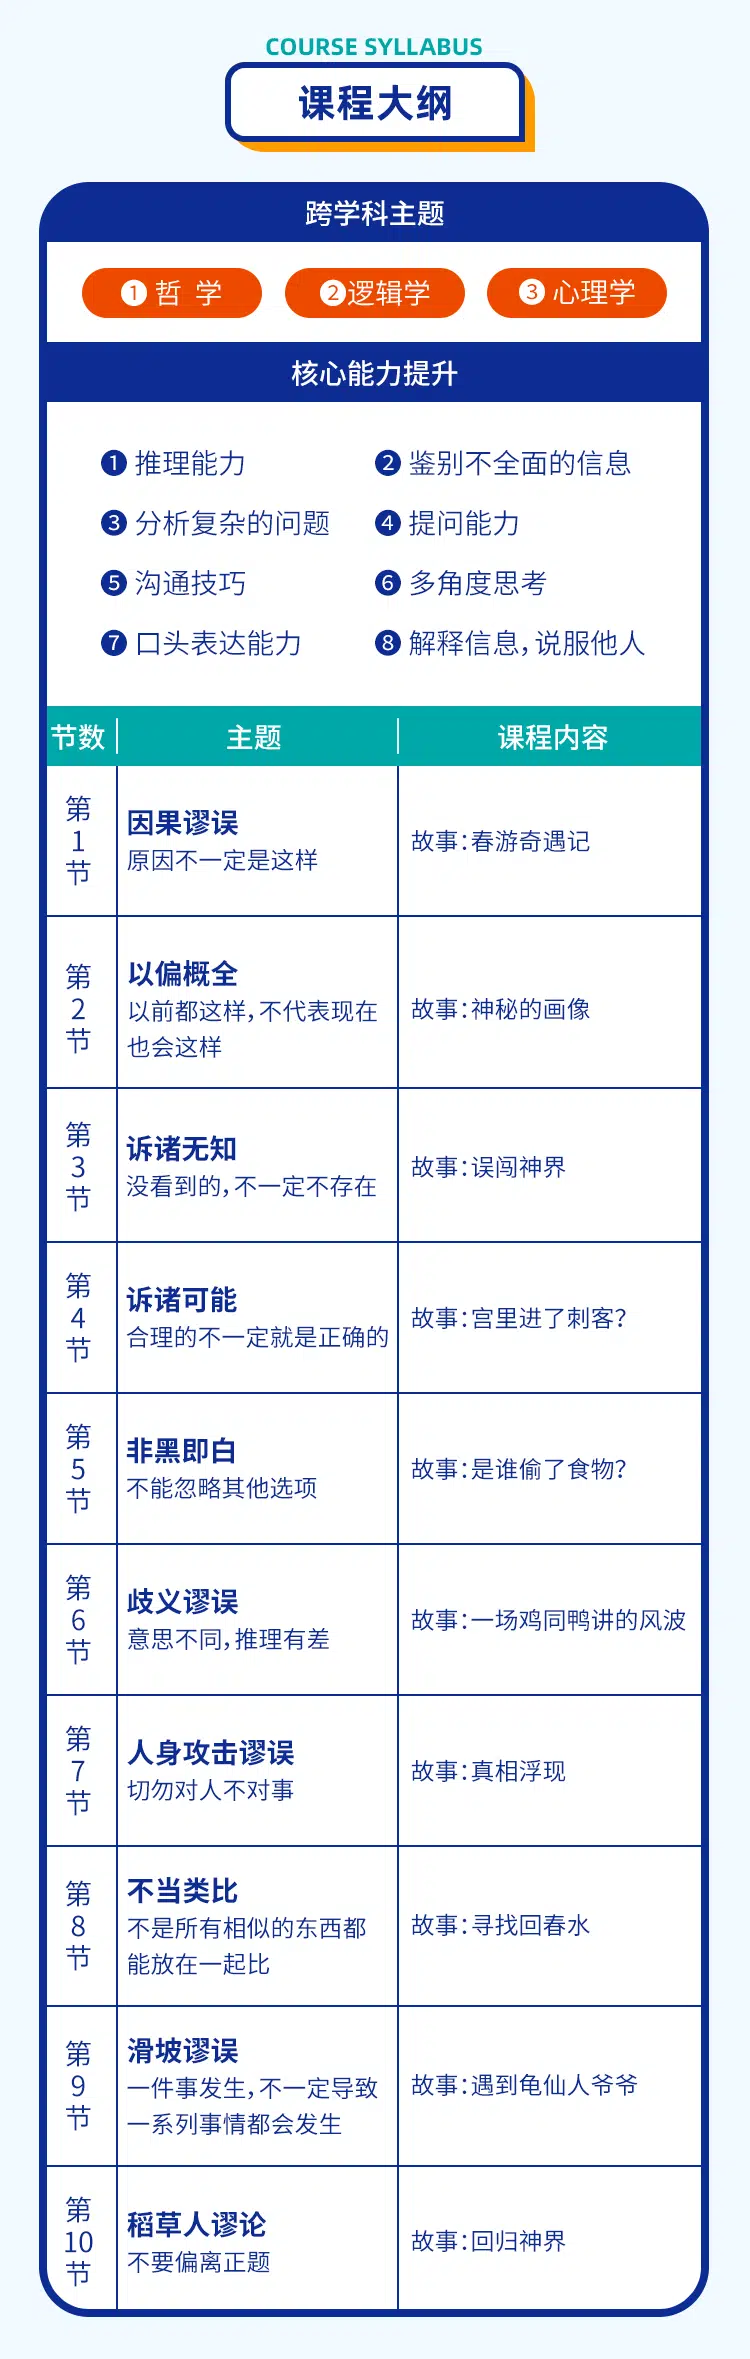 COURSE SYLLABUS
课程大纲
跨学科主题
1 哲 学
2 逻辑学
3 心理学
核心能力提升
1 推理能力
2 鉴别不全面的信息
3 分析复杂的问题
4 提问能力
5 沟通技巧
6 多角度思考
7 口头表达能力
8 解释信息，说服他人
节数
主题
课程内容
第
1
节
因果谬误
原因不一定是这样
故事：春游奇遇记
第
2
节
以偏概全
以前都这样，不代表现在
也会这样
故事：神秘的画像
第
3
节
诉诸无知
没看到的，不一定不存在
故事：误闯神界
第
4
节
诉诸可能
合理的不一定就是正确的
故事：宫里进了刺客？
第
5
节
非黑即白
不能忽略其他选项
故事：是谁偷了食物？
第
6
节
歧义谬误
意思不同，推理有差
故事：一场鸡同鸭讲的风波
第
7
节
人身攻击谬误
切勿对人不对事
故事：真相浮现
第
8
节
不当类比
不是所有相似的东西都
能放在一起比
故事：寻找回春水
第
9
节
滑坡谬误
一件事发生，不一定导致
一系列事情都会发生
故事：遇到龟仙人爷爷
第
10
节
稻草人谬论
不要偏离正题
故事：回归神界